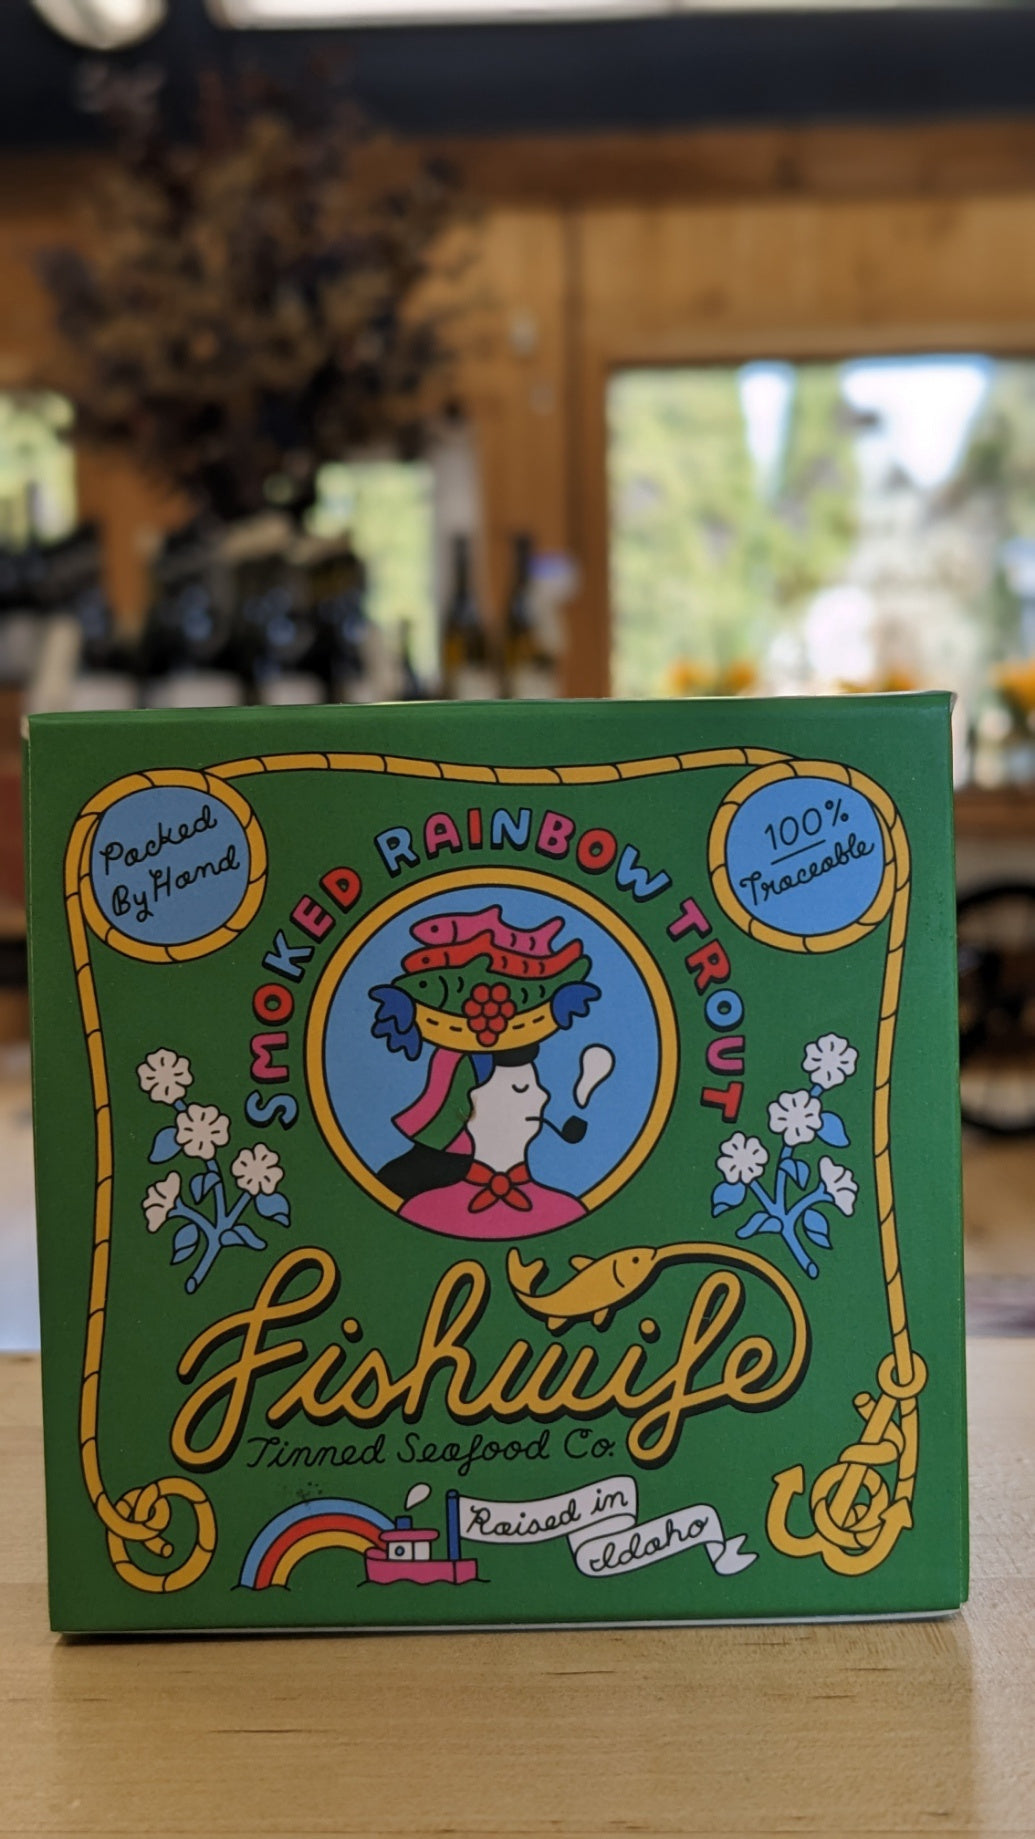 Packed
By Hand
100%
Traceable
SMOKED RAINBOW TROUT
Fishwife
Tinned Seafood Co.
Raised in
Idaho